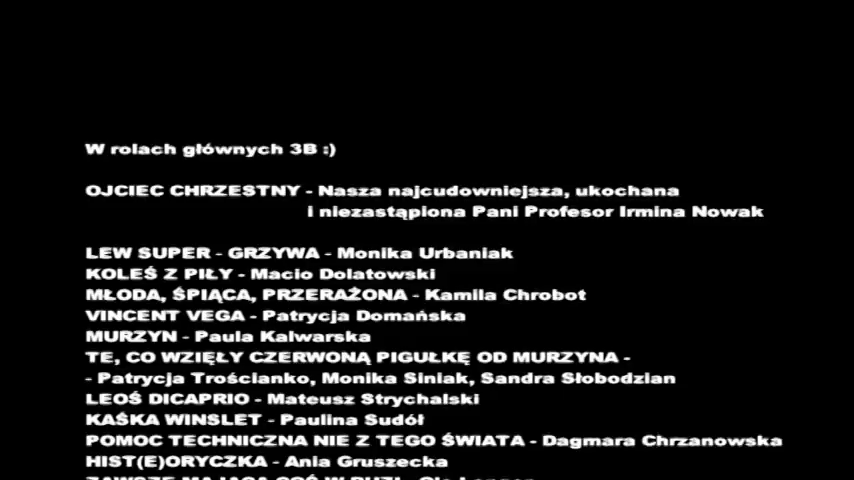 W rolach głównych 3B :)
OJCIEC CHRZESTNY - Nasza najcudowniejsza, ukochana
i niezastąpiona Pani Profesor Irmina Nowak
LEW SUPER - GRZYWA - Monika Urbaniak
KOLEŚ Z PIŁY - Macio Dolatowski
MŁODA, ŚPIĄCA, PRZERAŻONA - Kamila Chrobot
VINCENT VEGA - Patrycja Domańska
MURZYN - Paula Kalwarska
TE, CO WZIĘŁY CZERWONĄ PIGUŁKĘ OD MURZYNA -
- Patrycja Trościanko, Monika Siniak, Sandra Słobodzian
LEOŚ DICAPRIO - Mateusz Strychalski
KAŚKA WINSLET - Paulina Sudół
POMOC TECHNICZNA NIE Z TEGO ŚWIATA - Dagmara Chrzanowska
HIST(E)ORYCZKA - Ania Gruszecka